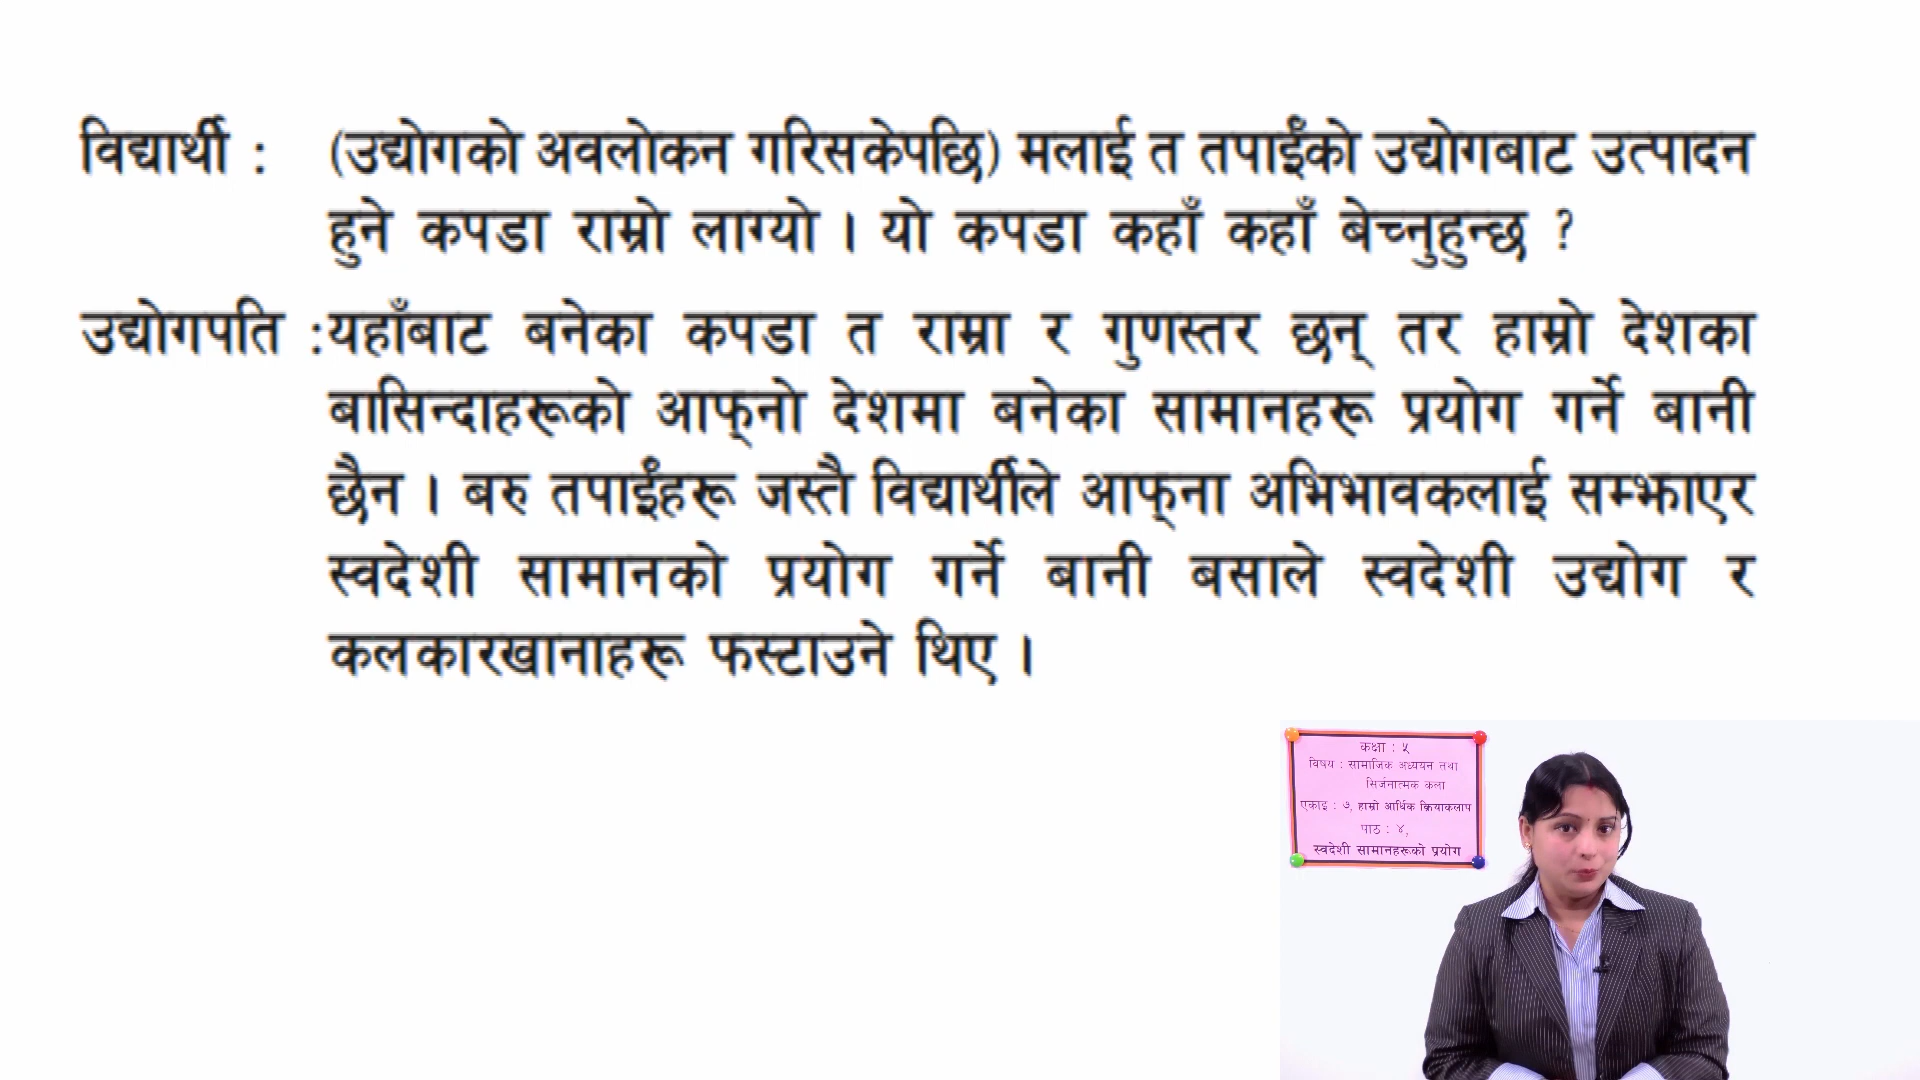 विद्यार्थी : (उद्योगको अवलोकन गरिसकेपछि) मलाई त तपाईंको उद्योगबाट उत्पादन
हुने कपडा राम्रो लाग्यो । यो कपडा कहाँ कहाँ बेच्नुहुन्छ ?
उद्योगपति :यहाँबाट बनेका कपडा त राम्रा र गुणस्तर छन् तर हाम्रो देशका
बासिन्दाहरूको आफ्‌नो देशमा बनेका सामानहरू प्रयोग गर्ने बानी
छैन । बरु तपाईंहरू जस्तै विद्यार्थीले आफ्‌ना अभिभावकलाई सम्झाएर
स्वदेशी सामानको प्रयोग गर्ने बानी बसाले स्वदेशी उद्योग र
कलकारखानाहरू फस्टाउने थिए ।
कक्षा : ५
विषय : सामाजिक अध्ययन तथा
सिर्जनात्मक कला
एकाइ : ७, हाम्रो आर्थिक क्रियाकलाप
पाठ : ४,
स्वदेशी सामानहरूको प्रयोग